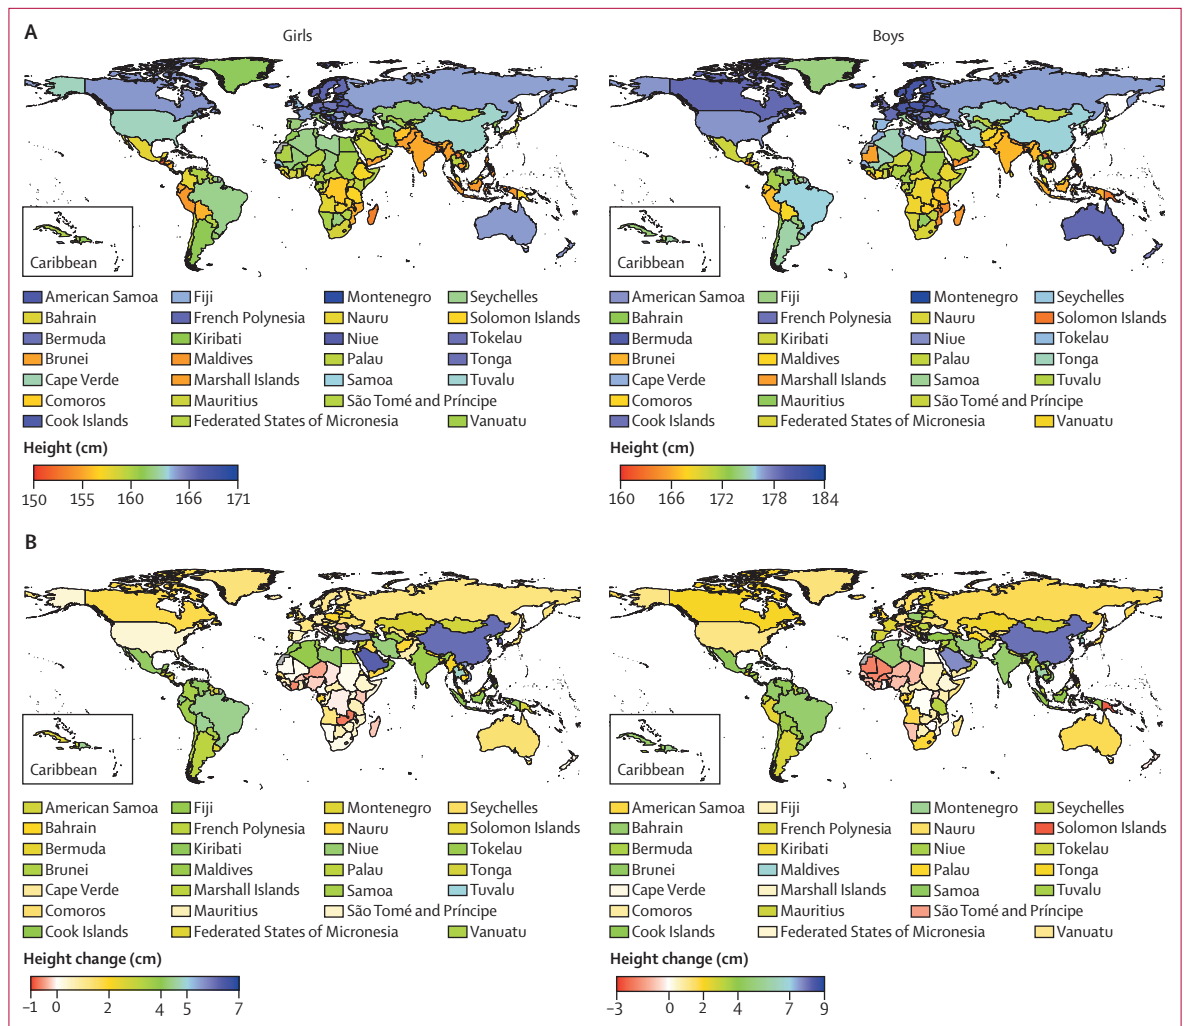 A
Girls
Boys
Caribbean
Caribbean
American Samoa Fiji Montenegro Seychelles
Bahrain French Polynesia Nauru Solomon Islands
Bermuda Kiribati Niue Tokelau
Brunei Maldives Palau Tonga
Cape Verde Marshall Islands Samoa Tuvalu
Comoros Mauritius São Tomé and Príncipe
Cook Islands Federated States of Micronesia Vanuatu
Height (cm)
150 155 160 166 171
American Samoa Fiji Montenegro Seychelles
Bahrain French Polynesia Nauru Solomon Islands
Bermuda Kiribati Niue Tokelau
Brunei Maldives Palau Tonga
Cape Verde Marshall Islands Samoa Tuvalu
Comoros Mauritius São Tomé and Príncipe
Cook Islands Federated States of Micronesia Vanuatu
Height (cm)
160 166 172 178 184
B
Caribbean
Caribbean
American Samoa Fiji Montenegro Seychelles
Bahrain French Polynesia Nauru Solomon Islands
Bermuda Kiribati Niue Tokelau
Brunei Maldives Palau Tonga
Cape Verde Marshall Islands Samoa Tuvalu
Comoros Mauritius São Tomé and Príncipe
Cook Islands Federated States of Micronesia Vanuatu
Height change (cm)
–1 0 2 4 5 7
American Samoa Fiji Montenegro Seychelles
Bahrain French Polynesia Nauru Solomon Islands
Bermuda Kiribati Niue Tokelau
Brunei Maldives Palau Tonga
Cape Verde Marshall Islands Samoa Tuvalu
Comoros Mauritius São Tomé and Príncipe
Cook Islands Federated States of Micronesia Vanuatu
Height change (cm)
–3 0 2 4 7 9